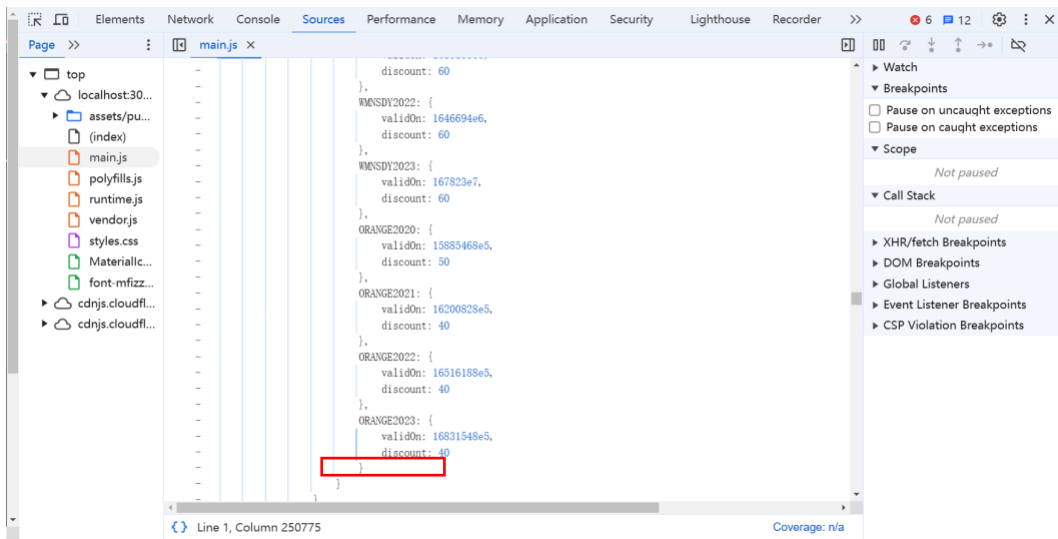 Elements Network Console Sources Performance Memory Application Security Lighthouse Recorder >> 6 12
Page >> main.js ×
top
localhost:30...
assets/pu...
(index)
main.js
polyfills.js
runtime.js
vendor.js
styles.css
MaterialIc...
font-mfizz...
cdnjs.cloudfl...
cdnjs.cloudfl...
- discount: 60
- },
- WMNSDY2022: {
- validOn: 1646694e6,
- discount: 60
- },
- WMNSDY2023: {
- validOn: 167823e7,
- discount: 60
- },
- ORANGE2020: {
- validOn: 15885468e5,
- discount: 50
- },
- ORANGE2021: {
- validOn: 16200828e5,
- discount: 40
- },
- ORANGE2022: {
- validOn: 16516188e5,
- discount: 40
- },
- ORANGE2023: {
- validOn: 16831548e5,
- discount: 40
- }
- }
- }
{} Line 1, Column 250775 Coverage: n/a
Watch
Breakpoints
Pause on uncaught exceptions
Pause on caught exceptions
Scope
Not paused
Call Stack
Not paused
XHR/fetch Breakpoints
DOM Breakpoints
Global Listeners
Event Listener Breakpoints
CSP Violation Breakpoints